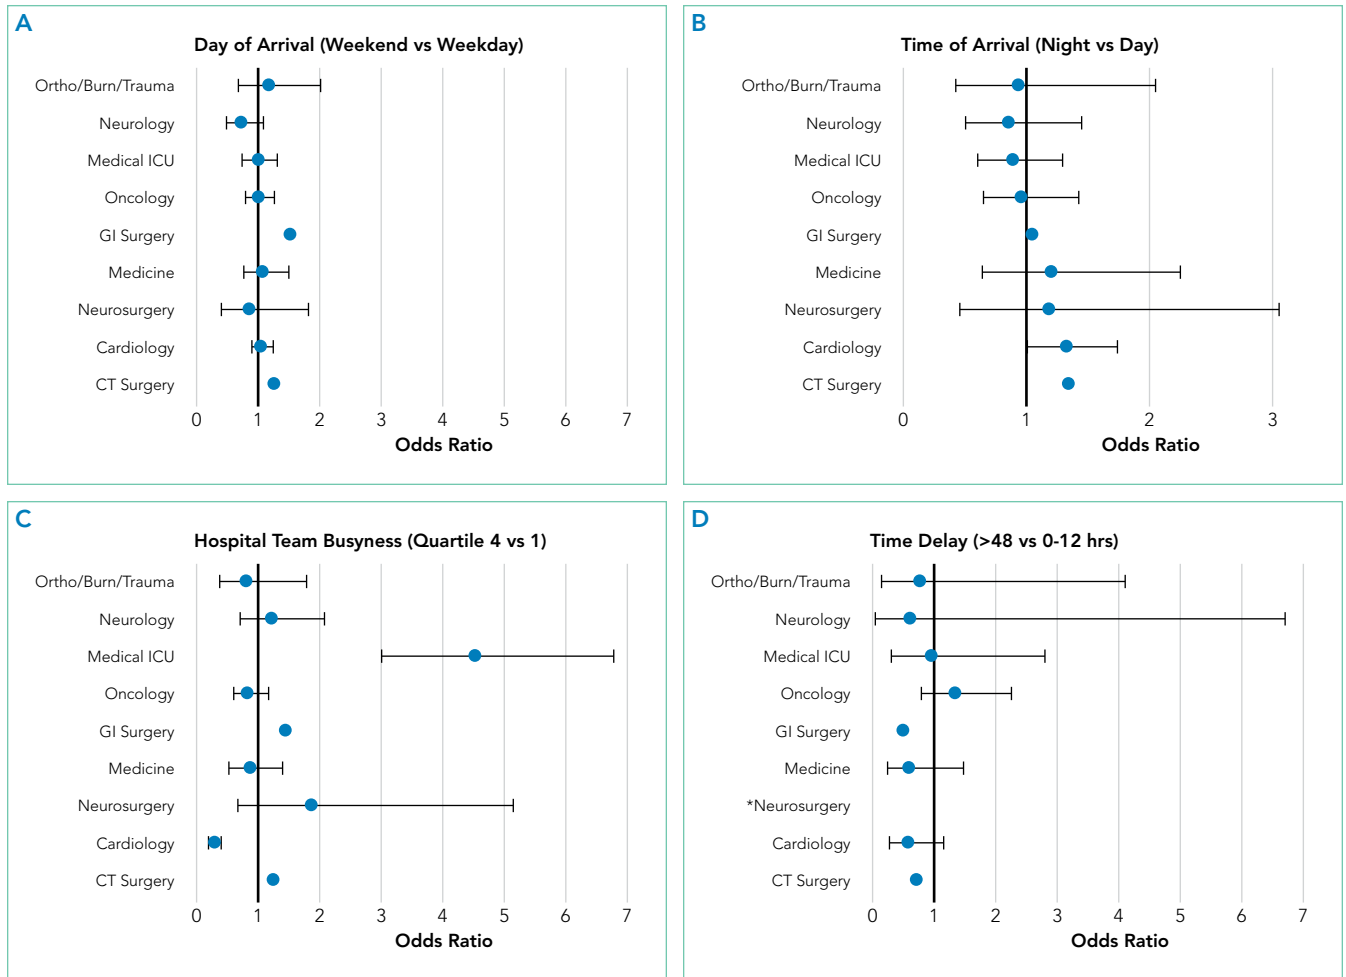 A
Day of Arrival (Weekend vs Weekday)
Ortho/Burn/Trauma
Neurology
Medical ICU
Oncology
GI Surgery
Medicine
Neurosurgery
Cardiology
CT Surgery
0 1 2 3 4 5 6 7
Odds Ratio
B
Time of Arrival (Night vs Day)
Ortho/Burn/Trauma
Neurology
Medical ICU
Oncology
GI Surgery
Medicine
Neurosurgery
Cardiology
CT Surgery
0 1 2 3
Odds Ratio
C
Hospital Team Busyness (Quartile 4 vs 1)
Ortho/Burn/Trauma
Neurology
Medical ICU
Oncology
GI Surgery
Medicine
Neurosurgery
Cardiology
CT Surgery
0 1 2 3 4 5 6 7
Odds Ratio
D
Time Delay (>48 vs 0-12 hrs)
Ortho/Burn/Trauma
Neurology
Medical ICU
Oncology
GI Surgery
Medicine
*Neurosurgery
Cardiology
CT Surgery
0 1 2 3 4 5 6 7
Odds Ratio